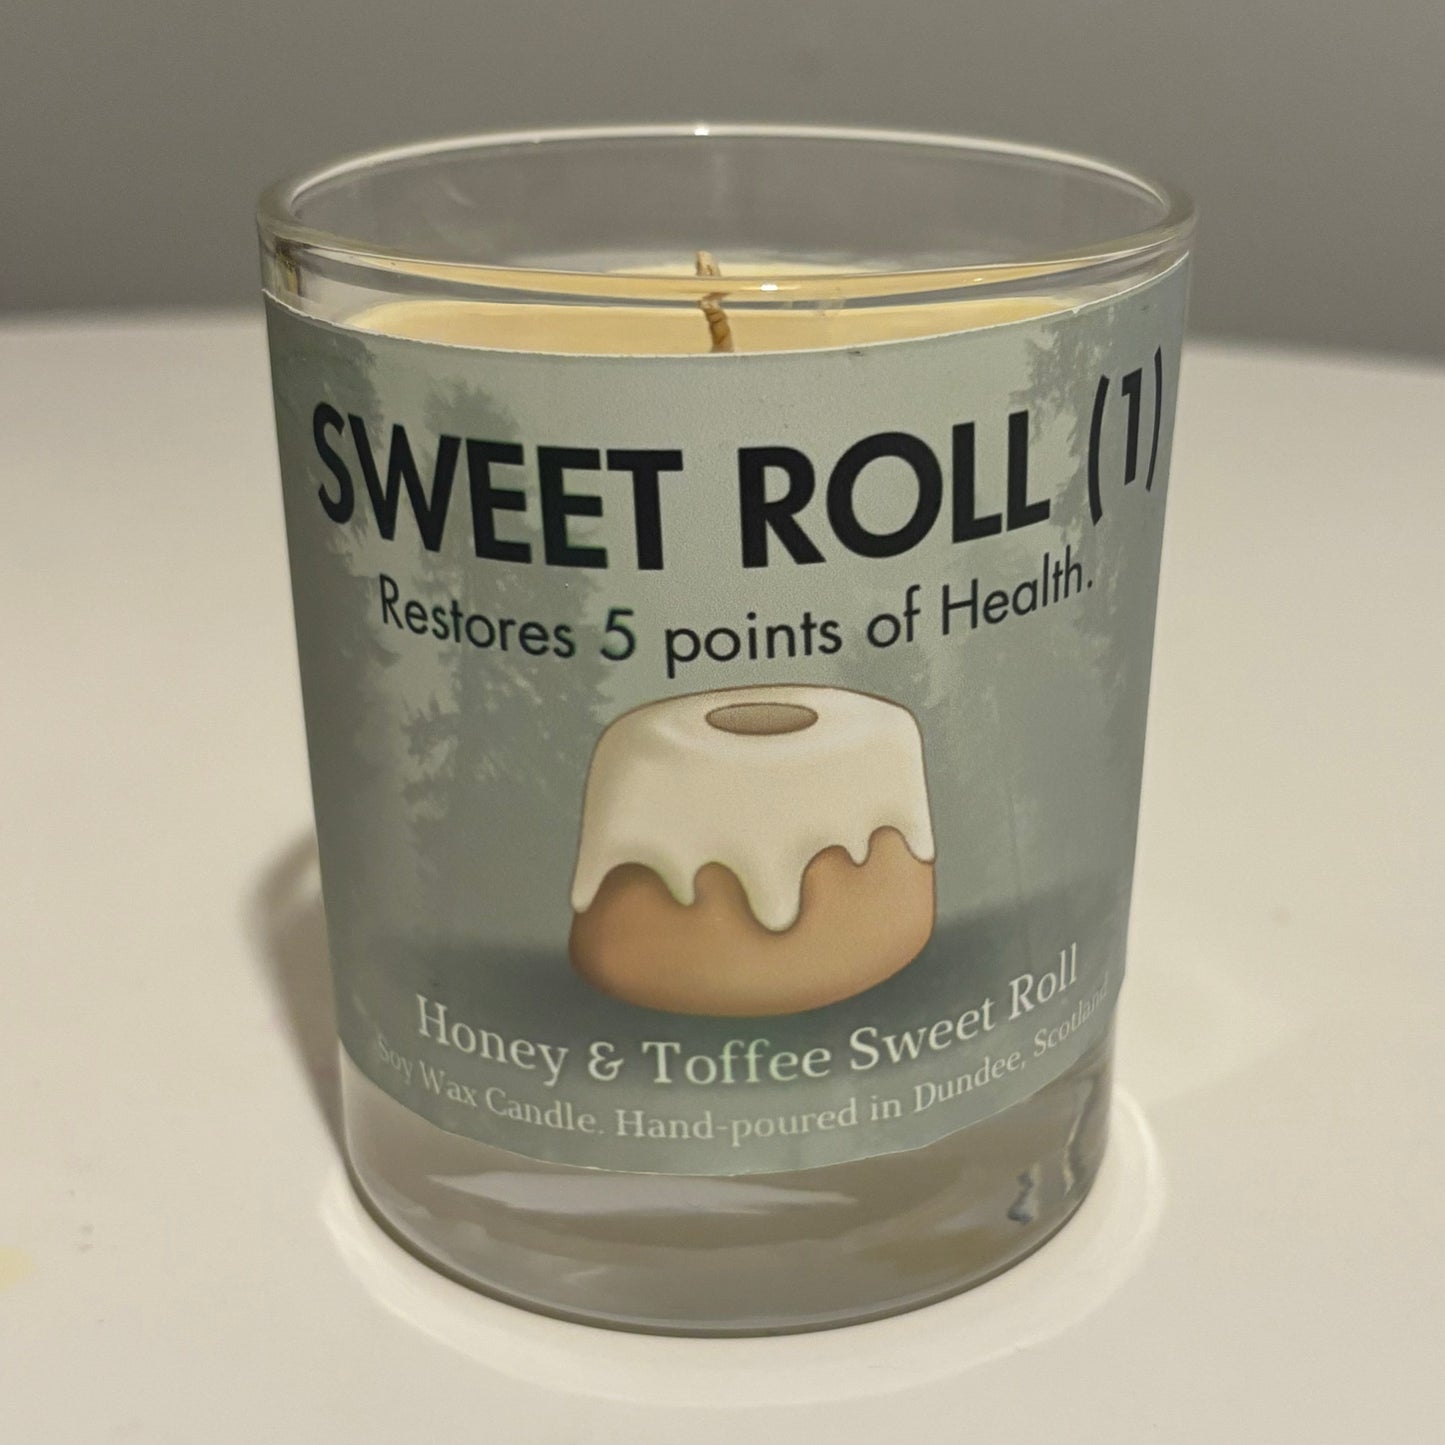 SWEET ROLL (1)
Restores 5 points of Health.
Honey & Toffee Sweet Roll
Soy Wax Candle. Hand-poured in Dundee, Scotland